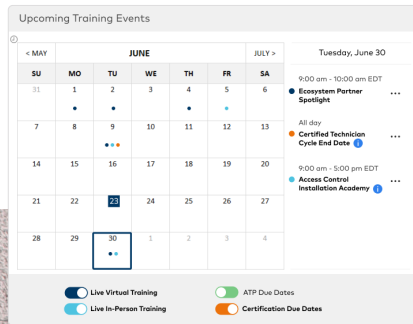 Upcoming Training Events
< MAY JUNE JULY >
SU MO TU WE TH FR SA
31 1 2 3 4 5 6
7 8 9 10 11 12 13
14 15 16 17 18 19 20
21 22 23 24 25 26 27
28 29 30 1 2 3 4
Tuesday, June 30
9:00 am - 10:00 am EDT
Ecosystem Partner
Spotlight
All day
Certified Technician
Cycle End Date i
9:00 am - 5:00 pm EDT
Access Control
Installation Academy i
Live Virtual Training
ATP Due Dates
Live In-Person Training
Certification Due Dates